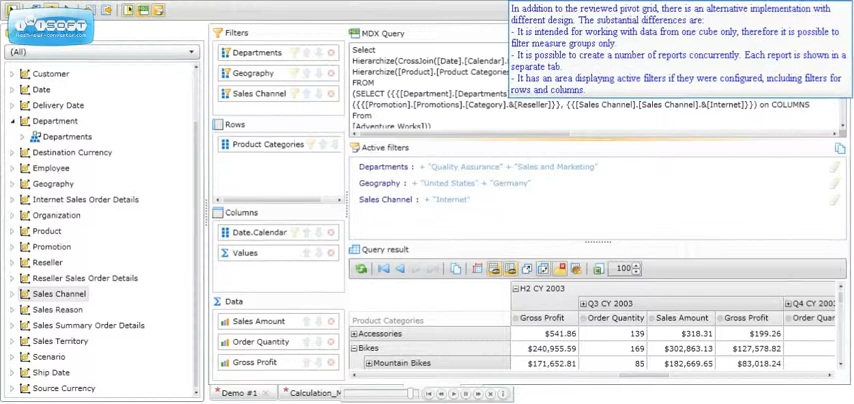 In addition to the reviewed pivot grid, there is an alternative implementation with
different design. The substantial differences are:
- It is intended for working with data from one cube only, therefore it is possible to
filter measure groups only.
- It is possible to create a number of reports concurrently. Each report is shown in a
separate tab.
- It has an area displaying active filters if they were configured, including filters for
rows and columns.
iWiSOFT
flash-swf-converter.com
(All)
Customer
Date
Delivery Date
Department
Departments
Destination Currency
Employee
Geography
Internet Sales Order Details
Organization
Product
Promotion
Reseller
Reseller Sales Order Details
Sales Channel
Sales Reason
Sales Summary Order Details
Sales Territory
Scenario
Ship Date
Source Currency
Filters
Departments
Geography
Sales Channel
Rows
Product Categories
Columns
Date.Calendar
Values
Data
Sales Amount
Order Quantity
Gross Profit
MDX Query
Select
Hierarchize(CrossJoin([Date].[Calendar].
Hierarchize([Product].[Product Categories
FROM
(SELECT ({{[Department].[Departments
({{[Promotion].[Promotions].[Category].&[Reseller]}}, {{[Sales Channel].[Sales Channel].&[Internet]}}) on COLUMNS
From
[Adventure Works]))
Active filters
Departments : + "Quality Assurance" + "Sales and Marketing"
Geography : + "United States" + "Germany"
Sales Channel : + "Internet"
Query result
100
H2 CY 2003
Q3 CY 2003 Q4 CY 200
Product Categories Gross Profit Order Quantity Sales Amount Gross Profit Order Quar
Accessories $541.86 139 $318.31 $199.26
Bikes $240,955.59 169 $302,863.13 $127,578.82
Mountain Bikes $171,652.81 85 $182,669.65 $83,018.24
* Demo #1 * Calculation_M